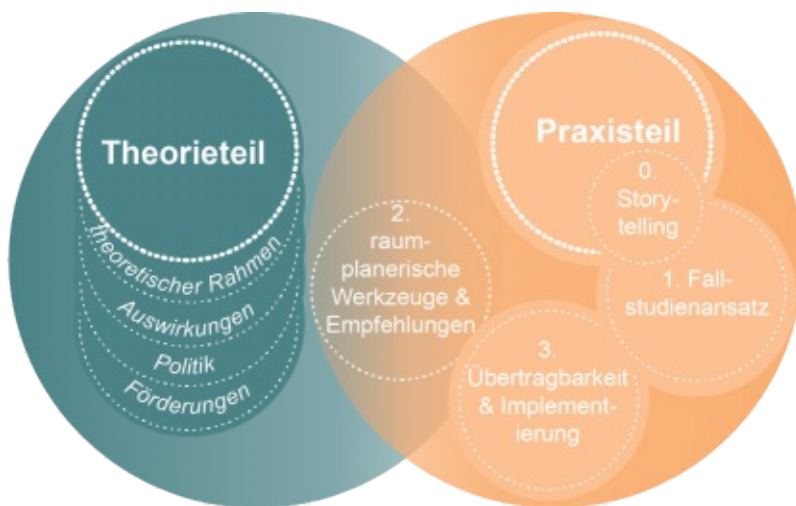 Theorieteil
theoretischer Rahmen
Auswirkungen
Politik
Förderungen
2.
raum-
planerische
Werkzeuge &
Empfehlungen
Praxisteil
0.
Story-
telling
1. Fall-
studienansatz
3.
Übertragbarkeit
& Implement-
ierung